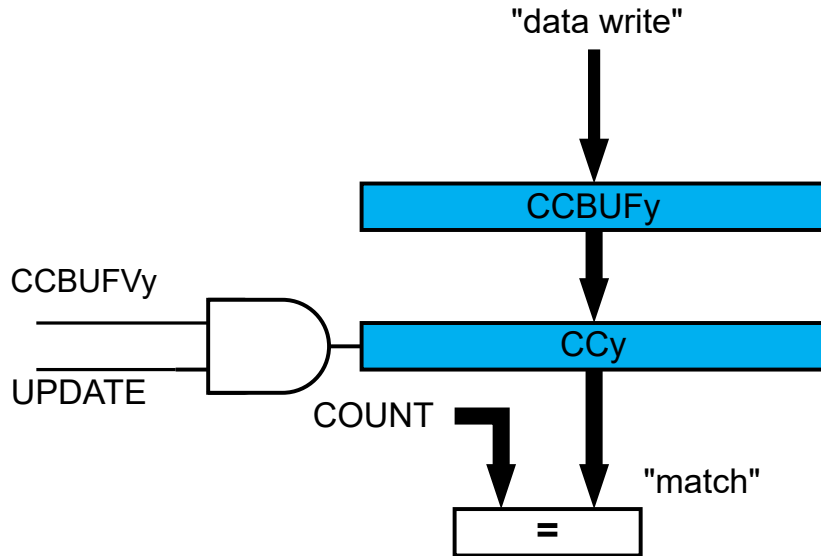 "data write"
CCBUFy
CCBUFVy
CCy
UPDATE
COUNT
"match"
=